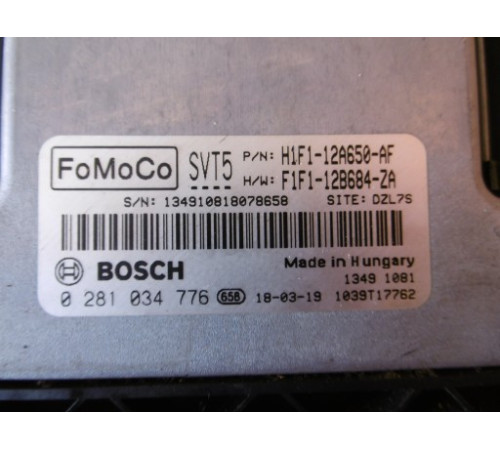 FoMoCo SVT5 P/N: H1F1-12A650-AF
H/W: F1F1-12B684-ZA
S/N: 134910818078658 SITE: DZL7S
BOSCH Made in Hungary
1349 1081
0 281 034 776 658 18-03-19 1039T17762